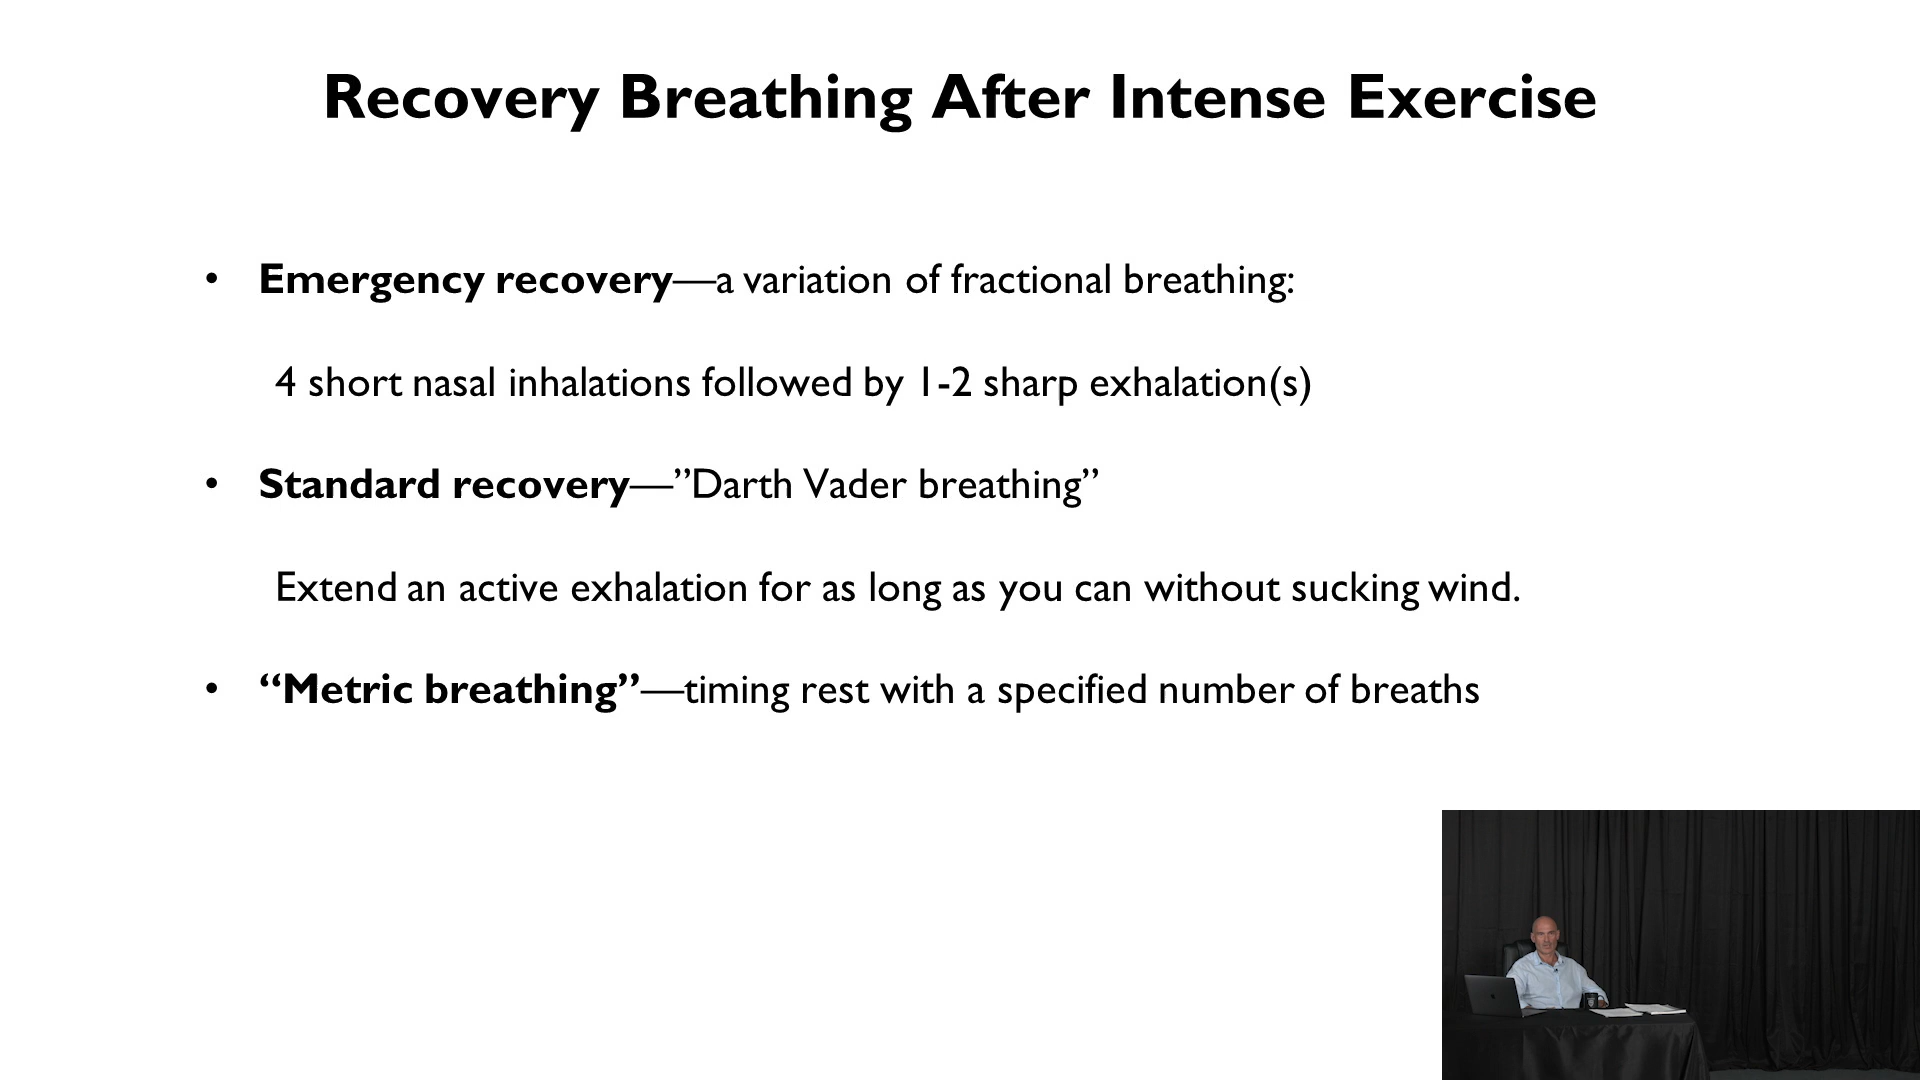 Recovery Breathing After Intense Exercise
• Emergency recovery—a variation of fractional breathing:
4 short nasal inhalations followed by 1-2 sharp exhalation(s)
• Standard recovery—”Darth Vader breathing”
Extend an active exhalation for as long as you can without sucking wind.
• “Metric breathing”—timing rest with a specified number of breaths